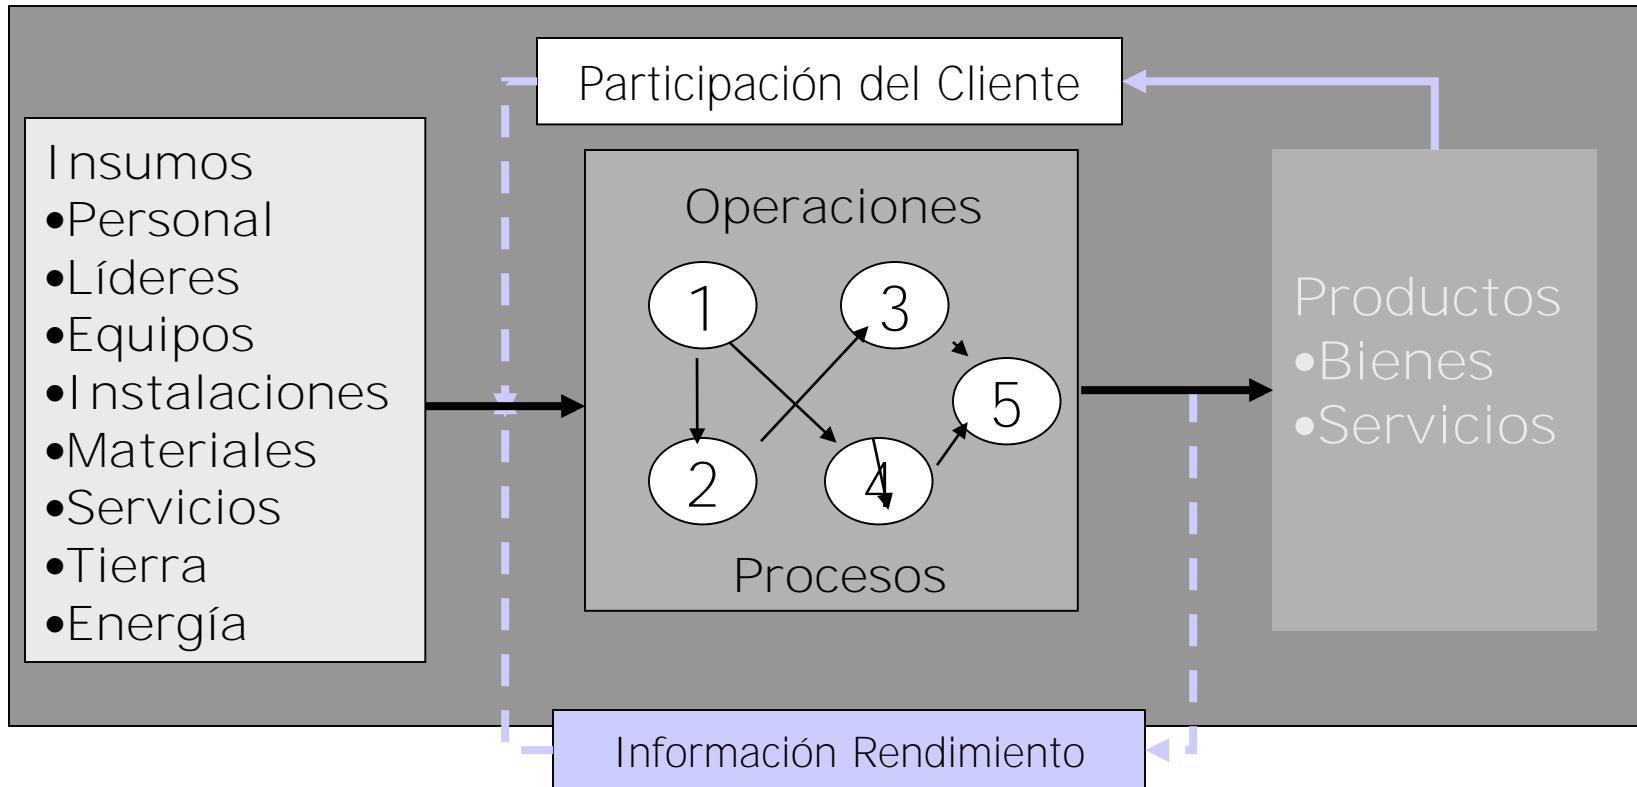 Participación del Cliente
Insumos
•Personal
•Líderes
•Equipos
•Instalaciones
•Materiales
•Servicios
•Tierra
•Energía
Operaciones
1
3
5
2
4
Procesos
Productos
•Bienes
•Servicios
Información Rendimiento